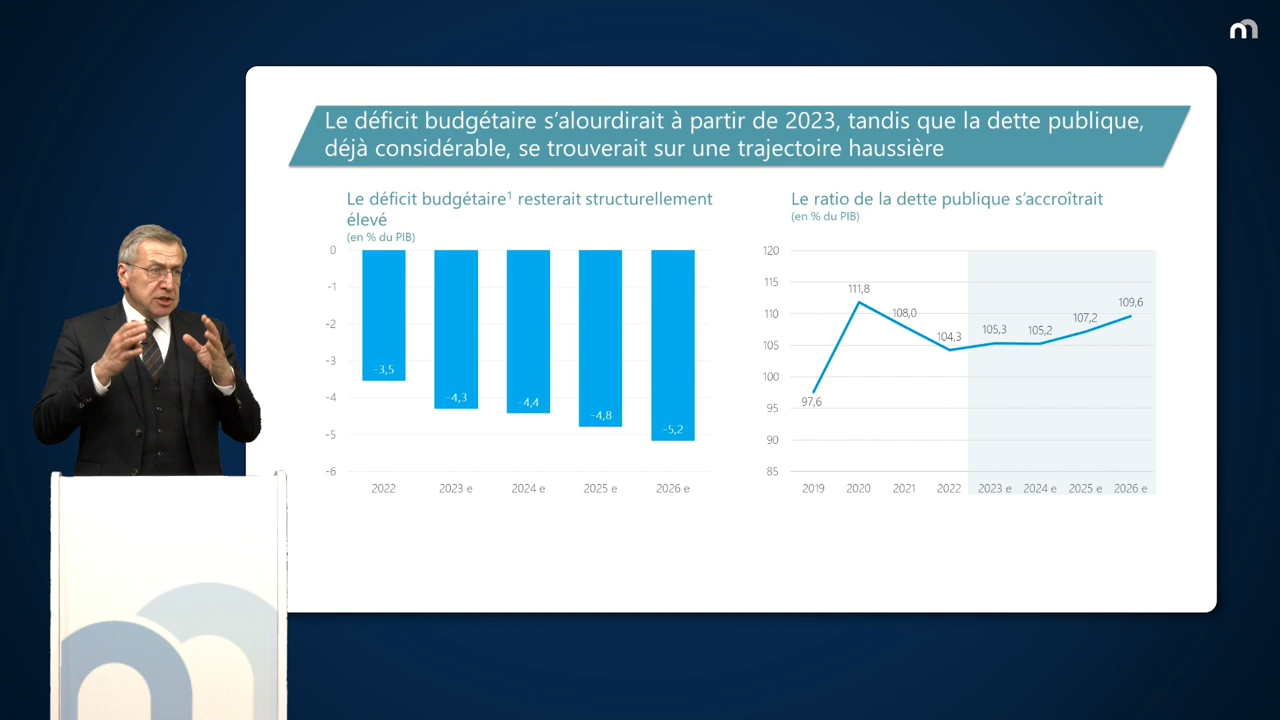 Le déficit budgétaire s’alourdirait à partir de 2023, tandis que la dette publique,
déjà considérable, se trouverait sur une trajectoire haussière
Le déficit budgétaire¹ resterait structurellement
élevé
(en % du PIB)
0
-1
-2
-3
-4
-5
-6
-3,5
-4,3
-4,4
-4,8
-5,2
2022
2023 e
2024 e
2025 e
2026 e
Le ratio de la dette publique s’accroîtrait
(en % du PIB)
120
115
110
105
100
95
90
85
97,6
111,8
108,0
104,3
105,3
105,2
107,2
109,6
2019
2020
2021
2022
2023 e
2024 e
2025 e
2026 e